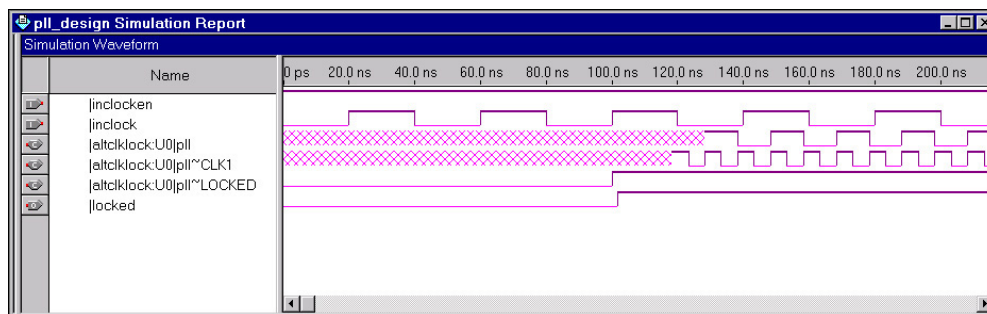 pll_design Simulation Report
Simulation Waveform
Name
0 ps 20.0 ns 40.0 ns 60.0 ns 80.0 ns 100.0 ns 120.0 ns 140.0 ns 160.0 ns 180.0 ns 200.0 ns
|inclocken
|inclock
|altclklock:U0|pll
|altclklock:U0|pll~CLK1
|altclklock:U0|pll~LOCKED
|locked